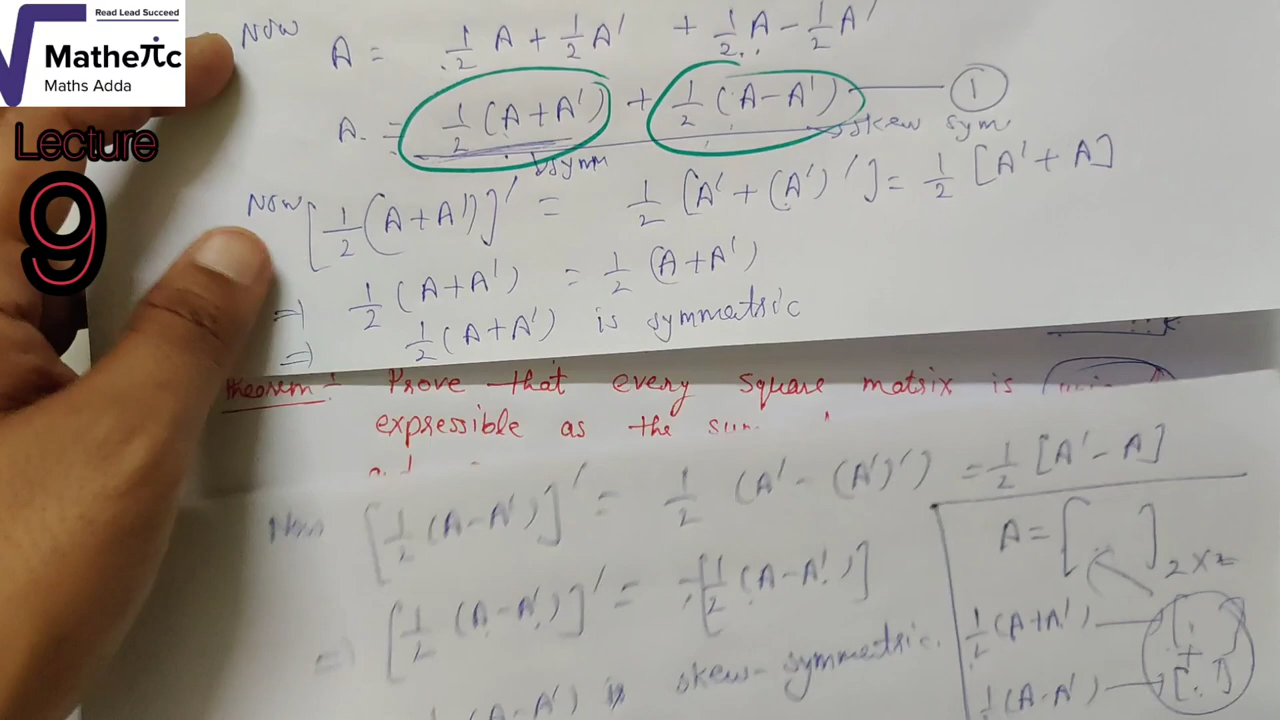 Read Lead Succeed
Matheπc
Maths Adda
Lecture
9
Now A = 1/2 A + 1/2 A' + 1/2 A - 1/2 A'
A = 1/2 (A + A') + 1/2 (A - A') ①
symm skew sym
Now [1/2 (A + A')]' = 1/2 [A' + (A')'] = 1/2 [A' + A]
⇒ 1/2 (A + A') = 1/2 (A + A')
⇒ 1/2 (A + A') is symmetric
Theorem:- Prove that every square matrix is
expressible as the
Now [1/2 (A - A')]' = 1/2 (A' - (A')') = 1/2 [A' - A]
⇒ [1/2 (A - A')]' = -[1/2 (A - A')]
(A - A') is skew-symmetric.
A = [ ] 2×2
1/2 (A + A') [ ]
+
1/2 (A - A') [ ]